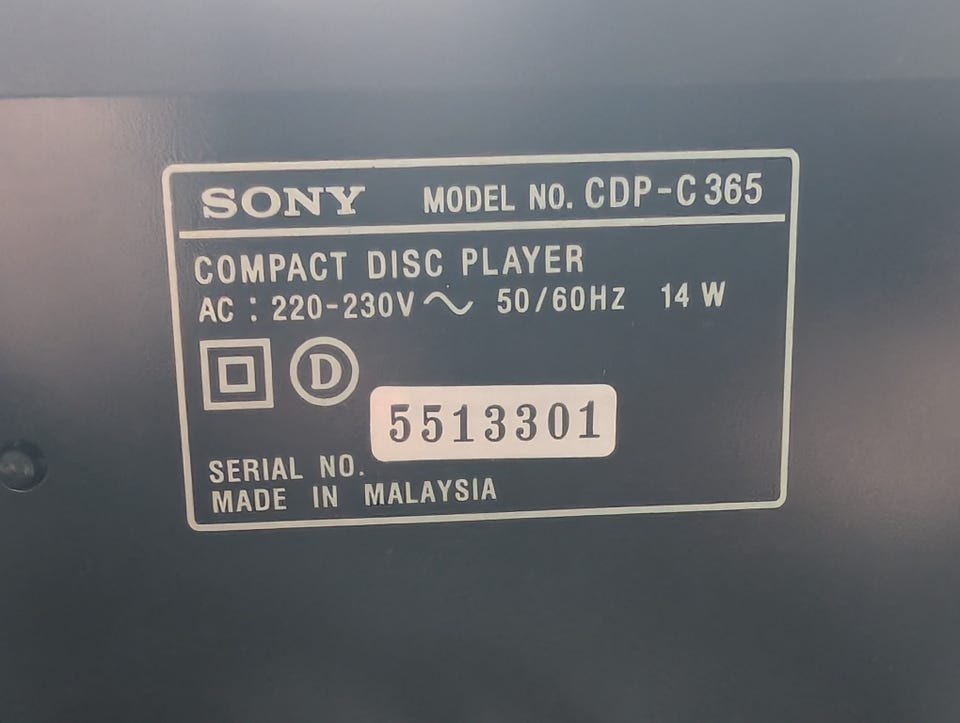 SONY MODEL NO. CDP-C365
COMPACT DISC PLAYER
AC : 220-230V ~ 50/60HZ 14 W
D
5513301
SERIAL NO.
MADE IN MALAYSIA